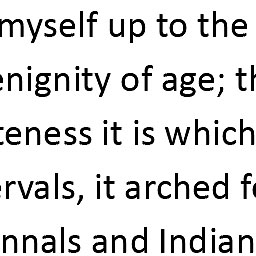 myself up to the
enignity of age; th
teness it is which
ervals, it arched fo
nnals and Indian